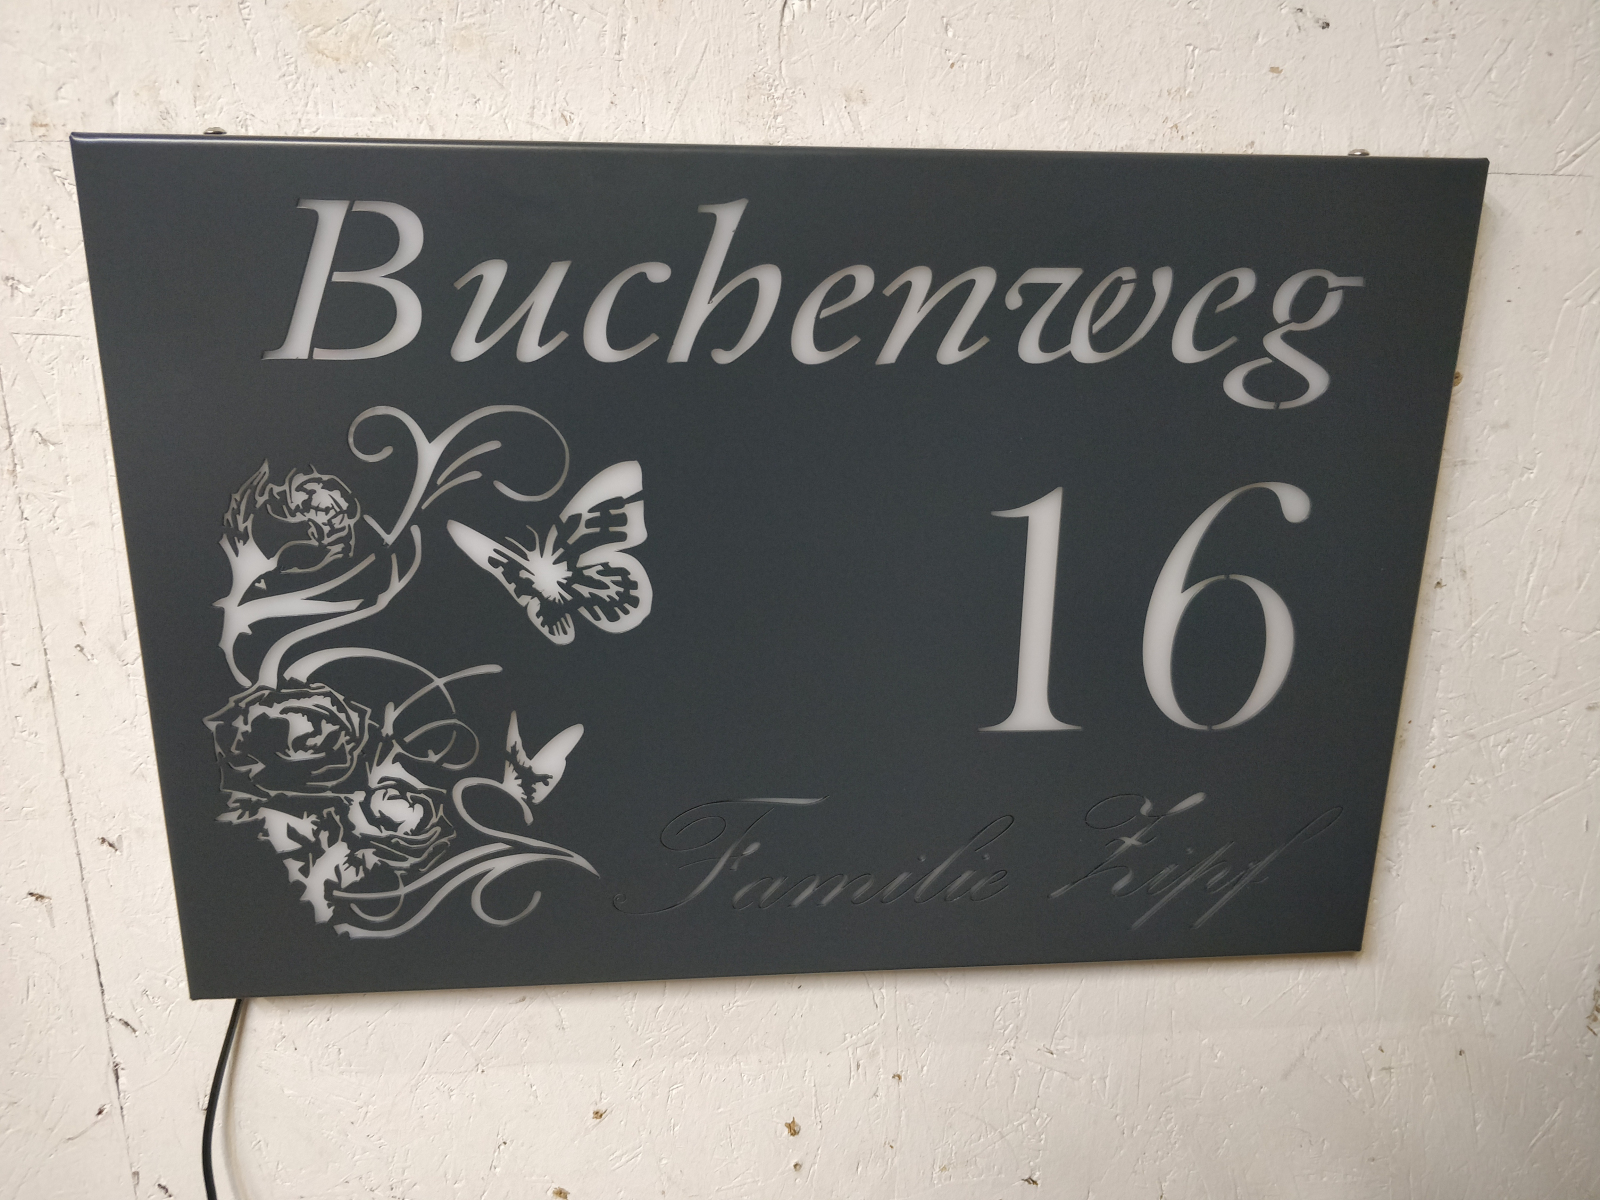 Buchenweg
16
Familie Zipf